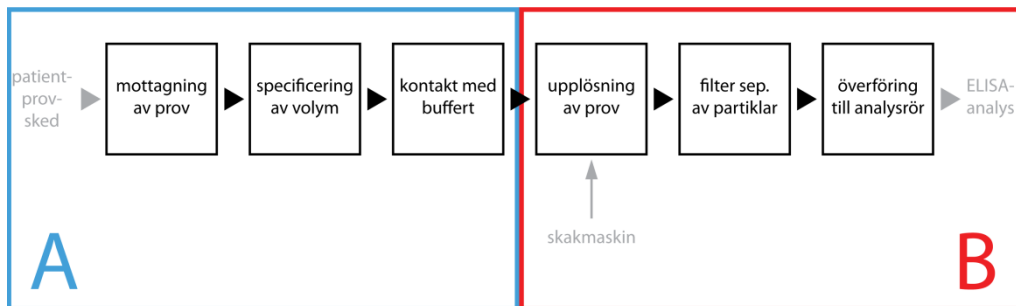 patient-
prov-
sked
mottagning
av prov
specificering
av volym
kontakt med
buffert
upplösning
av prov
filter sep.
av partiklar
överföring
till analysrör
ELISA-
analys
skakmaskin
A
B